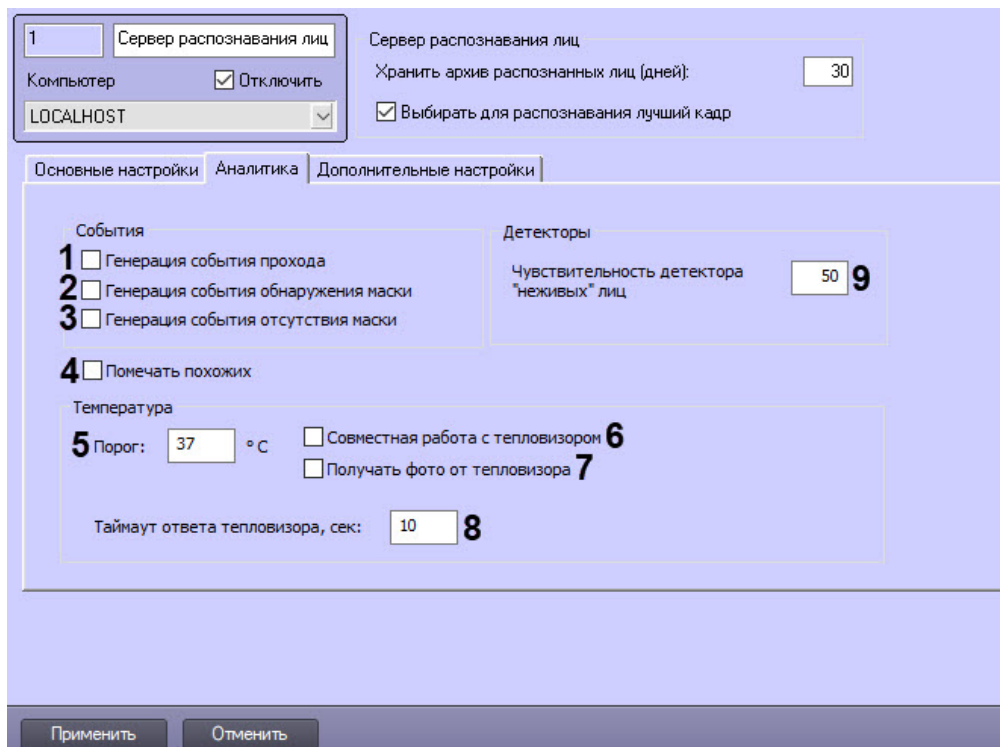 1
Сервер распознавания лиц
Компьютер
Отключить
LOCALHOST
Сервер распознавания лиц
Хранить архив распознанных лиц (дней):
30
Выбирать для распознавания лучший кадр
Основные настройки
Аналитика
Дополнительные настройки
События
1 Генерация события прохода
2 Генерация события обнаружения маски
3 Генерация события отсутствия маски
Детекторы
Чувствительность детектора
"неживых" лиц
50 9
4 Помечать похожих
Температура
5 Порог: 37 °C
Совместная работа с тепловизором 6
Получать фото от тепловизора 7
Таймаут ответа тепловизора, сек: 10 8
Применить
Отменить